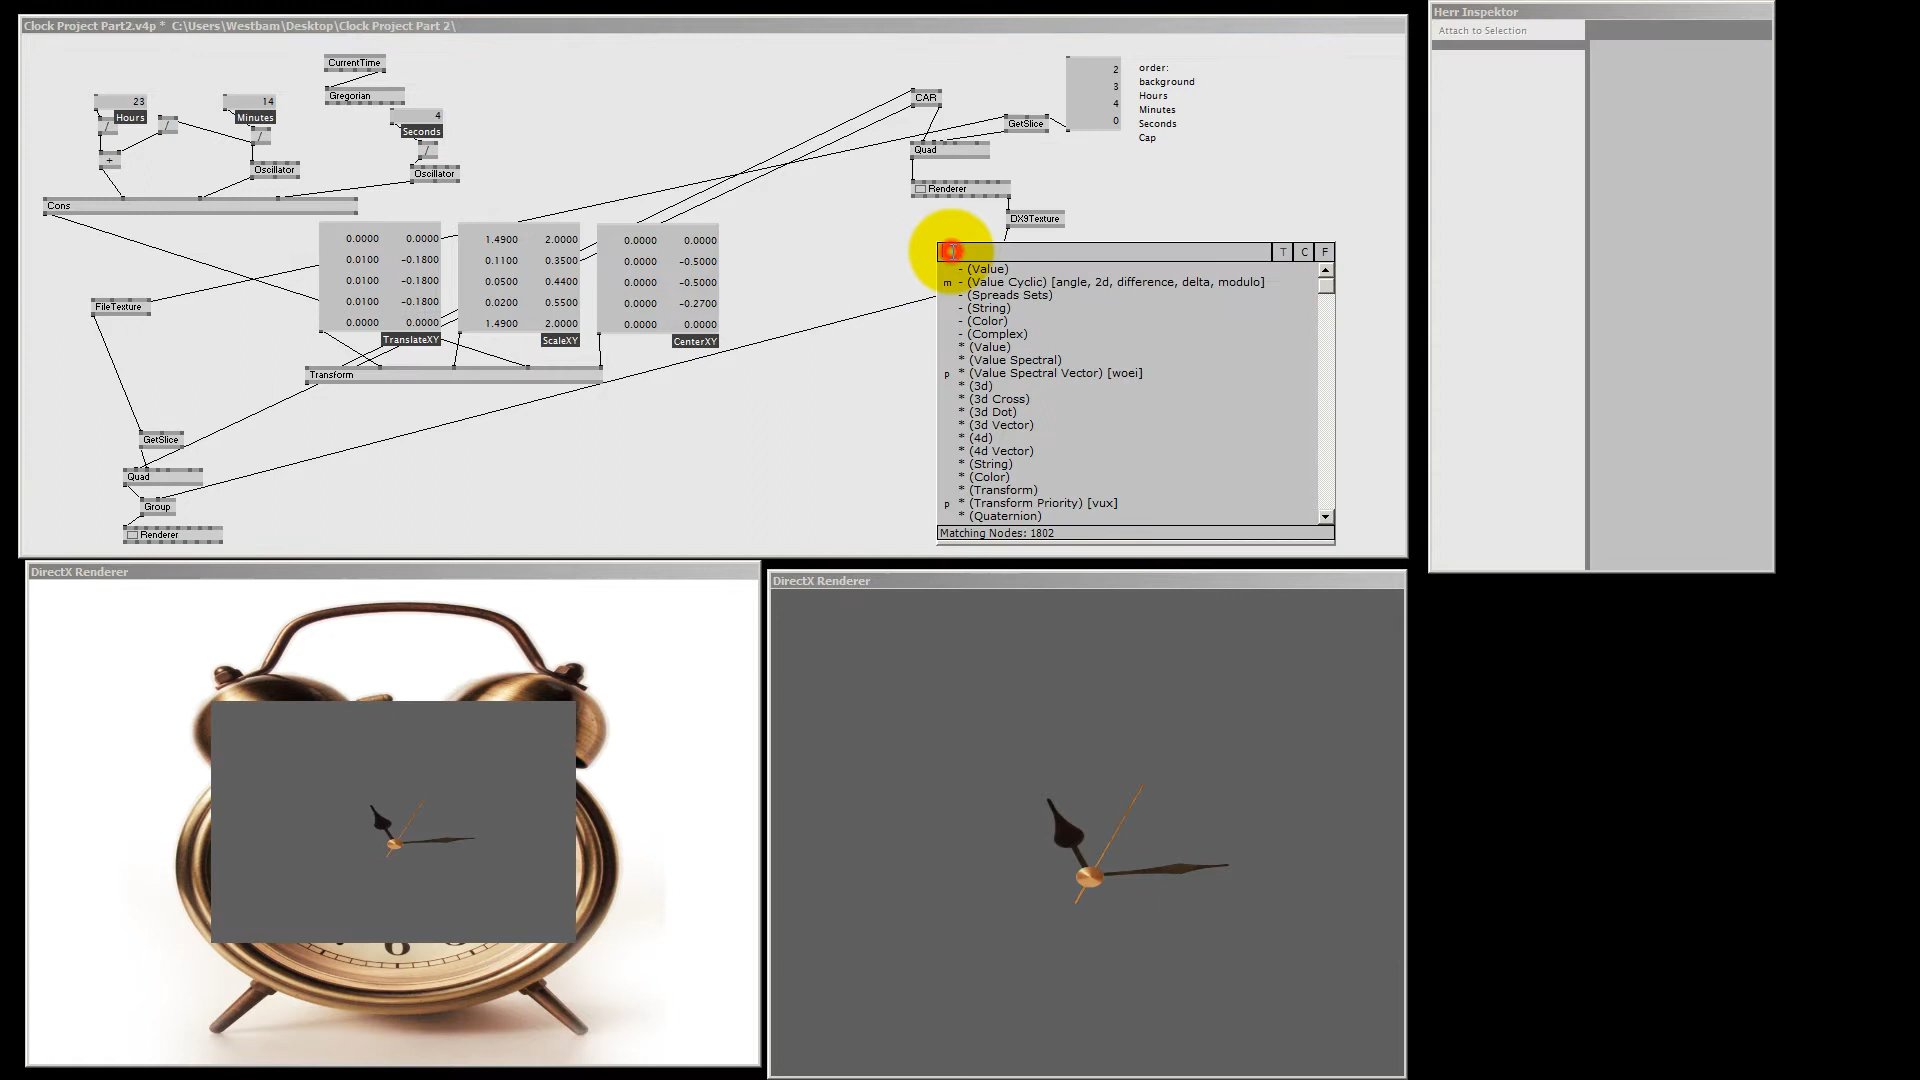 Clock Project Part2.v4p * C:\Users\Westbam\Desktop\Clock Project Part 2\
CurrentTime
Gregorian
23
Hours
14
Minutes
4
Seconds
/
/
/
/
+
Oscillator
Oscillator
Cons
0.0000 0.0000
0.0100 -0.1800
0.0100 -0.1800
0.0100 -0.1800
0.0000 0.0000
TranslateXY
1.4900 2.0000
0.1100 0.3500
0.0500 0.4400
0.0200 0.5500
1.4900 2.0000
ScaleXY
0.0000 0.0000
0.0000 -0.5000
0.0000 -0.5000
0.0000 -0.2700
0.0000 0.0000
CenterXY
FileTexture
Transform
GetSlice
Quad
Group
Renderer
CAR
GetSlice
Quad
Renderer
DX9Texture
2
3
4
0
order:
background
Hours
Minutes
Seconds
Cap
T C F
- (Value)
m - (Value Cyclic) [angle, 2d, difference, delta, modulo]
- (Spreads Sets)
- (String)
- (Color)
- (Complex)
* (Value)
* (Value Spectral)
p * (Value Spectral Vector) [woei]
* (3d)
* (3d Cross)
* (3d Dot)
* (3d Vector)
* (4d)
* (4d Vector)
* (String)
* (Color)
* (Transform)
p * (Transform Priority) [vux]
* (Quaternion)
Matching Nodes: 1802
Herr Inspektor
Attach to Selection
DirectX Renderer
6
DirectX Renderer